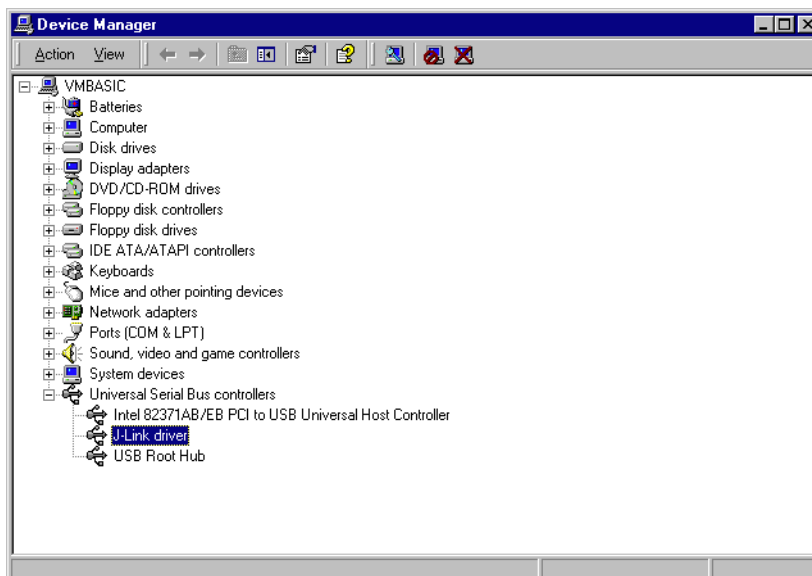 Device Manager
Action View
VMBASIC
Batteries
Computer
Disk drives
Display adapters
DVD/CD-ROM drives
Floppy disk controllers
Floppy disk drives
IDE ATA/ATAPI controllers
Keyboards
Mice and other pointing devices
Network adapters
Ports (COM & LPT)
Sound, video and game controllers
System devices
Universal Serial Bus controllers
Intel 82371AB/EB PCI to USB Universal Host Controller
J-Link driver
USB Root Hub